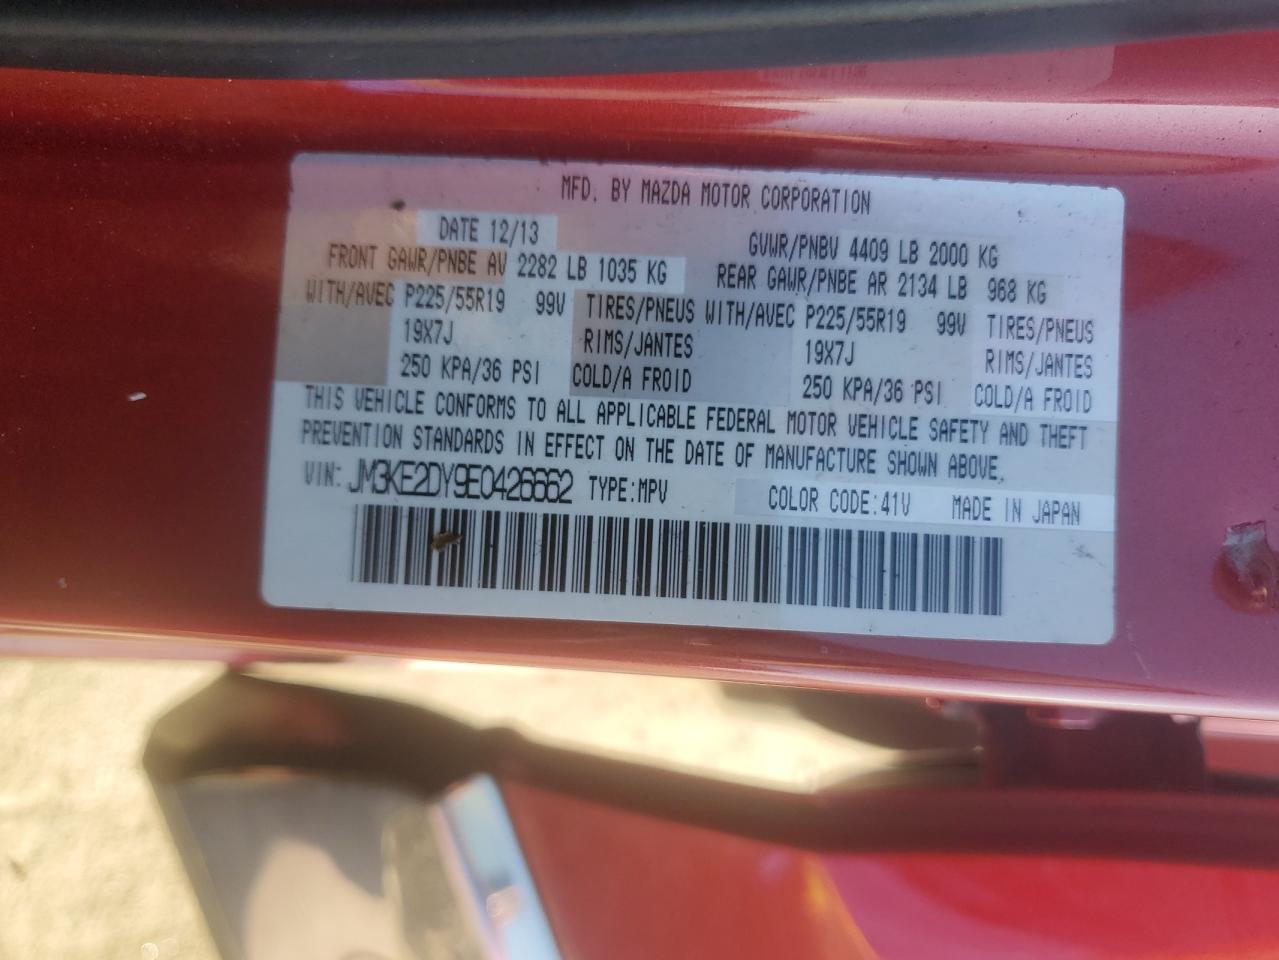 MFD. BY MAZDA MOTOR CORPORATION
DATE 12/13 GVWR/PNBV 4409 LB 2000 KG
FRONT GAWR/PNBE AV 2282 LB 1035 KG REAR GAWR/PNBE AR 2134 LB 968 KG
WITH/AVEC P225/55R19 99V TIRES/PNEUS WITH/AVEC P225/55R19 99V TIRES/PNEUS
19X7J RIMS/JANTES 19X7J RIMS/JANTES
250 KPA/36 PSI COLD/A FROID 250 KPA/36 PSI COLD/A FROID
THIS VEHICLE CONFORMS TO ALL APPLICABLE FEDERAL MOTOR VEHICLE SAFETY AND THEFT
PREVENTION STANDARDS IN EFFECT ON THE DATE OF MANUFACTURE SHOWN ABOVE.
VIN: JM3KE2DY9E0426662 TYPE:MPV COLOR CODE:41V MADE IN JAPAN